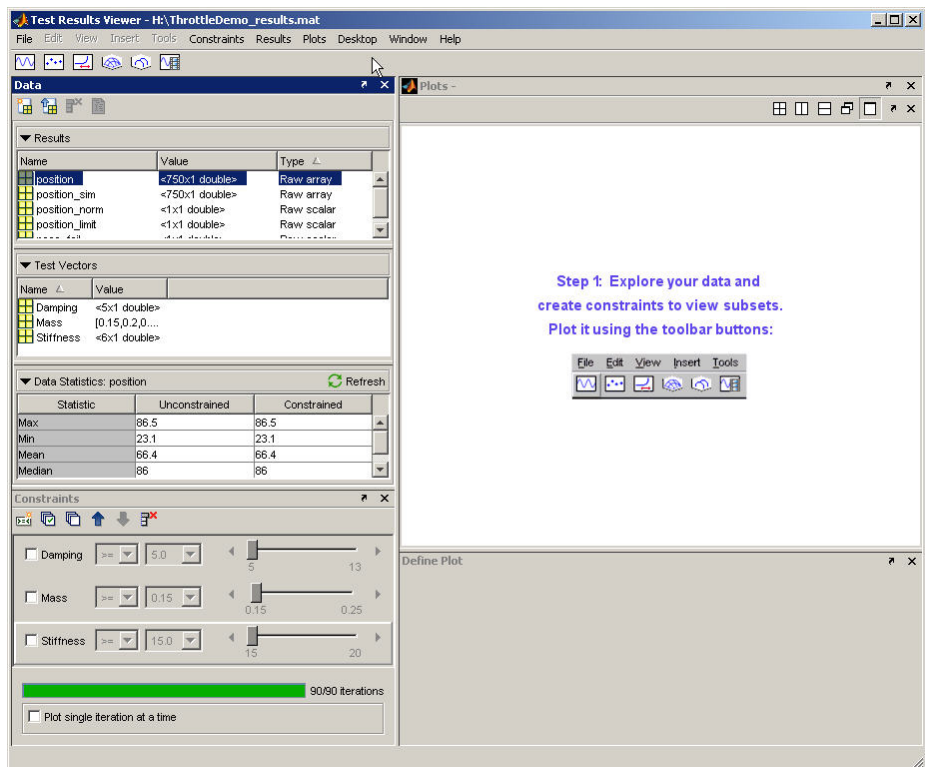 Test Results Viewer - H:\ThrottleDemo_results.mat
File Edit View Insert Tools Constraints Results Plots Desktop Window Help
Data
Results
Name Value Type
position <750x1 double> Raw array
position_sim <750x1 double> Raw array
position_norm <1x1 double> Raw scalar
position_limit <1x1 double> Raw scalar
Test Vectors
Name Value
Damping <5x1 double>
Mass [0.15,0.2,0....
Stiffness <6x1 double>
Data Statistics: position Refresh
Statistic Unconstrained Constrained
Max 86.5 86.5
Min 23.1 23.1
Mean 66.4 66.4
Median 86 86
Constraints
Damping >= 5.0
5 13
Mass >= 0.15
0.15 0.25
Stiffness >= 15.0
15 20
90/90 iterations
Plot single iteration at a time
Plots -
Step 1: Explore your data and
create constraints to view subsets.
Plot it using the toolbar buttons:
File Edit View Insert Tools
Define Plot